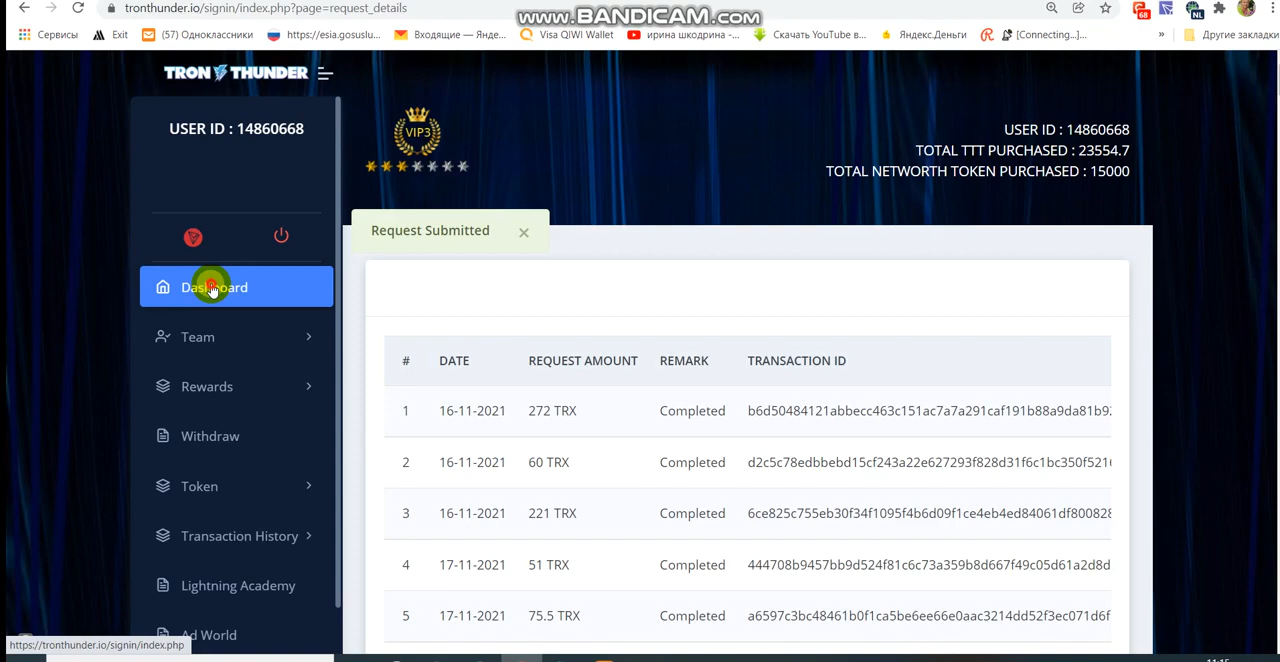 tronthunder.io/signin/index.php?page=request_details
www.BANDICAM.com
68
NL
Сервисы
Exit
(57) Одноклассники
https://esia.gosuslu...
Входящие — Янде...
Visa QIWI Wallet
ирина шкодрина -...
Скачать YouTube в...
Яндекс.Деньги
[Connecting...]
»
Другие закладки
TRON THUNDER
USER ID : 14860668
VIP3
USER ID : 14860668
TOTAL TTT PURCHASED : 23554.7
TOTAL NETWORTH TOKEN PURCHASED : 15000
Request Submitted ×
Dashboard
Team
Rewards
Withdraw
Token
Transaction History
Lightning Academy
Ad World
# DATE REQUEST AMOUNT REMARK TRANSACTION ID
1 16-11-2021 272 TRX Completed b6d50484121abbecc463c151ac7a7a291caf191b88a9da81b92
2 16-11-2021 60 TRX Completed d2c5c78edbbebd15cf243a22e627293f828d31f6c1bc350f5216
3 16-11-2021 221 TRX Completed 6ce825c755eb30f34f1095f4b6d09f1ce4eb4ed84061df800828
4 17-11-2021 51 TRX Completed 444708b9457bb9d524f81c6c73a359b8d667f49c05d61a2d8d
5 17-11-2021 75.5 TRX Completed a6597c3bc48461b0f1ca5be6ee66e0aac3214dd52f3ec071d6f
https://tronthunder.io/signin/index.php